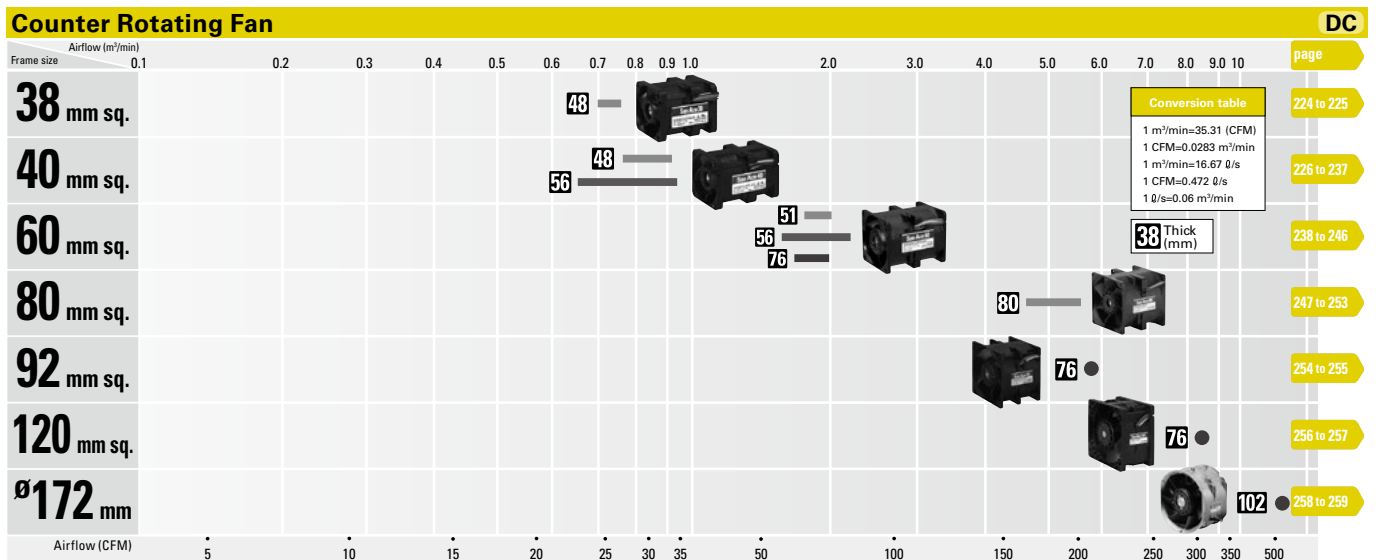 Counter Rotating Fan DC
Airflow (m³/min)
Frame size 0.1 0.2 0.3 0.4 0.5 0.6 0.7 0.8 0.9 1.0 2.0 3.0 4.0 5.0 6.0 7.0 8.0 9.0 10 page
38 mm sq. 48 224 to 225
Conversion table
1 m³/min=35.31 (CFM)
1 CFM=0.0283 m³/min
1 m³/min=16.67 ℓ/s
1 CFM=0.472 ℓ/s
1 ℓ/s=0.06 m³/min
40 mm sq. 48 56 226 to 237
38 Thick
(mm)
60 mm sq. 51 56 76 238 to 246
80 mm sq. 80 247 to 253
92 mm sq. 76 254 to 255
120 mm sq. 76 256 to 257
ø172 mm 102 258 to 259
Airflow (CFM) 5 10 15 20 25 30 35 50 100 150 200 250 300 350 500